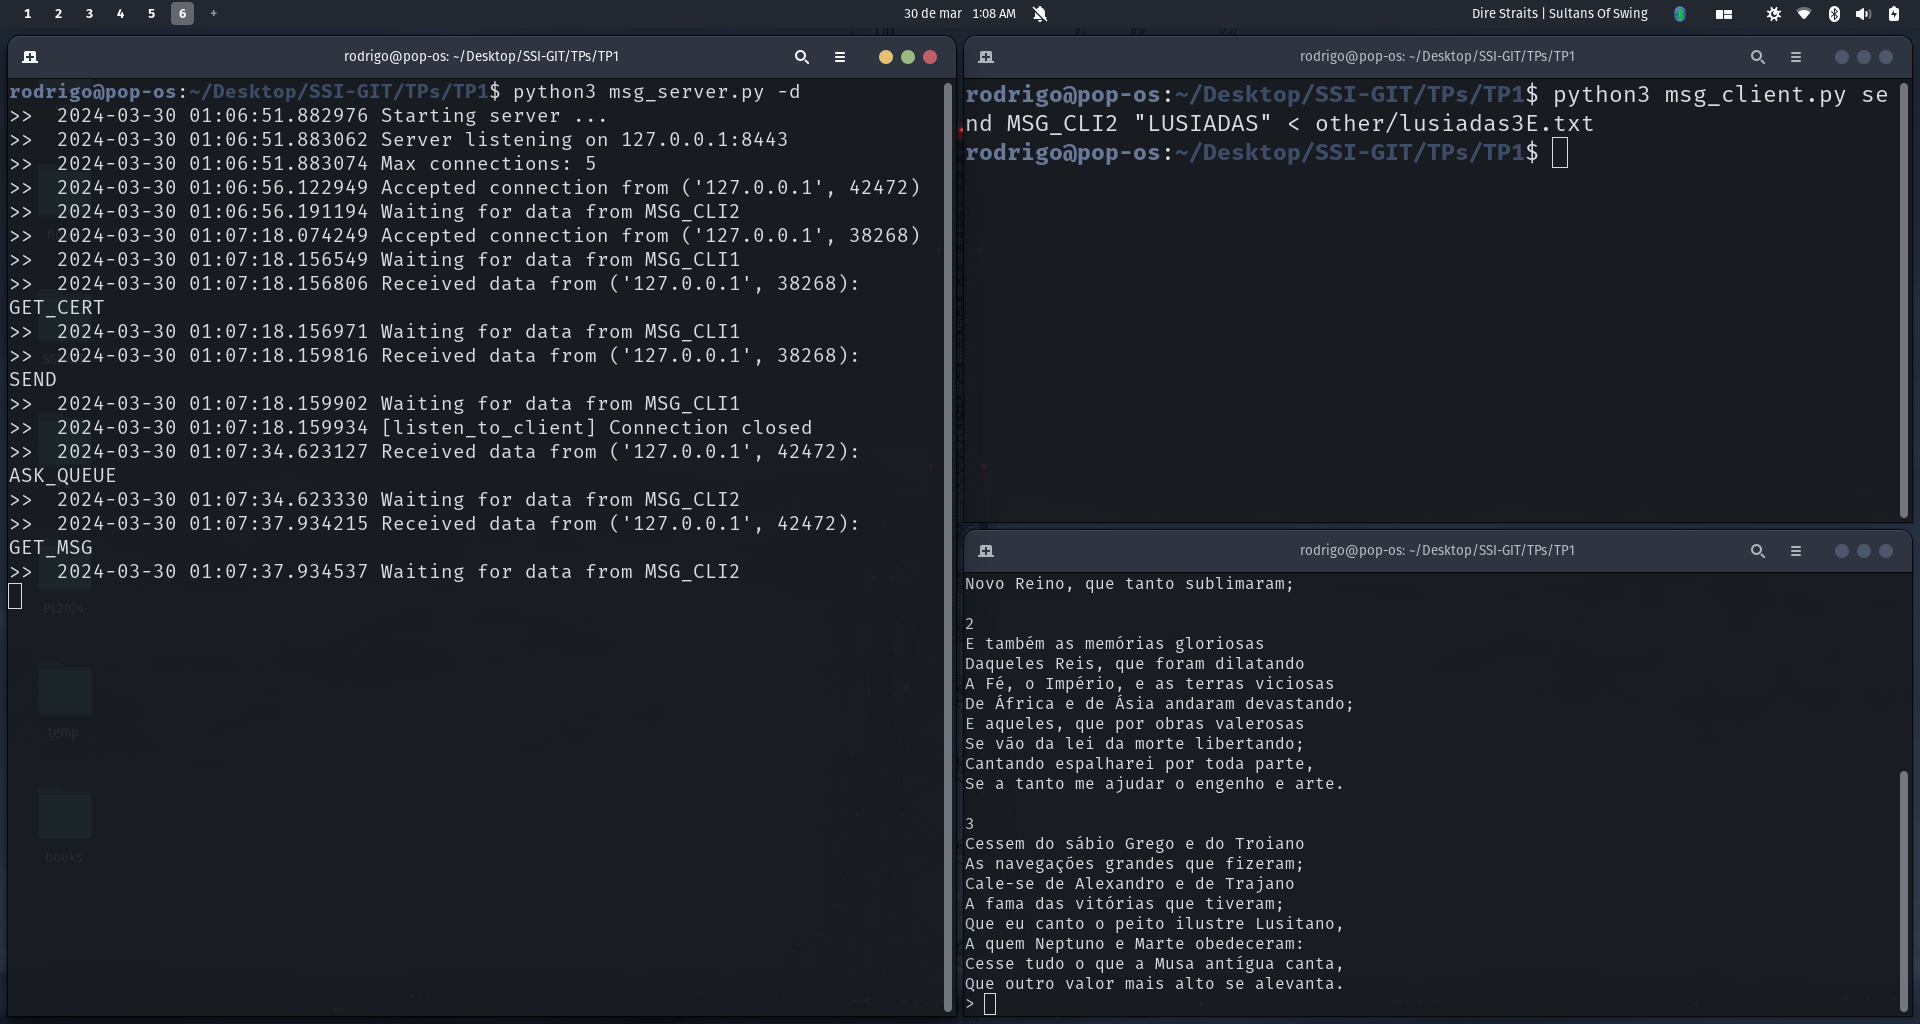 1 2 3 4 5 6 +
30 de mar 1:08 AM
Dire Straits | Sultans Of Swing
rodrigo@pop-os: ~/Desktop/SSI-GIT/TPs/TP1
rodrigo@pop-os:~/Desktop/SSI-GIT/TPs/TP1$ python3 msg_server.py -d
>>  2024-03-30 01:06:51.882976 Starting server ...
>>  2024-03-30 01:06:51.883062 Server listening on 127.0.0.1:8443
>>  2024-03-30 01:06:51.883074 Max connections: 5
>>  2024-03-30 01:06:56.122949 Accepted connection from ('127.0.0.1', 42472)
>>  2024-03-30 01:06:56.191194 Waiting for data from MSG_CLI2
>>  2024-03-30 01:07:18.074249 Accepted connection from ('127.0.0.1', 38268)
>>  2024-03-30 01:07:18.156549 Waiting for data from MSG_CLI1
>>  2024-03-30 01:07:18.156806 Received data from ('127.0.0.1', 38268):
GET_CERT
>>  2024-03-30 01:07:18.156971 Waiting for data from MSG_CLI1
>>  2024-03-30 01:07:18.159816 Received data from ('127.0.0.1', 38268):
SEND
>>  2024-03-30 01:07:18.159902 Waiting for data from MSG_CLI1
>>  2024-03-30 01:07:18.159934 [listen_to_client] Connection closed
>>  2024-03-30 01:07:34.623127 Received data from ('127.0.0.1', 42472):
ASK_QUEUE
>>  2024-03-30 01:07:34.623330 Waiting for data from MSG_CLI2
>>  2024-03-30 01:07:37.934215 Received data from ('127.0.0.1', 42472):
GET_MSG
>>  2024-03-30 01:07:37.934537 Waiting for data from MSG_CLI2
PL2024
temp
books
rodrigo@pop-os: ~/Desktop/SSI-GIT/TPs/TP1
rodrigo@pop-os:~/Desktop/SSI-GIT/TPs/TP1$ python3 msg_client.py se
nd MSG_CLI2 "LUSIADAS" < other/lusiadas3E.txt
rodrigo@pop-os:~/Desktop/SSI-GIT/TPs/TP1$
rodrigo@pop-os: ~/Desktop/SSI-GIT/TPs/TP1
Novo Reino, que tanto sublimaram;
2
E também as memórias gloriosas
Daqueles Reis, que foram dilatando
A Fé, o Império, e as terras viciosas
De África e de Ásia andaram devastando;
E aqueles, que por obras valerosas
Se vão da lei da morte libertando;
Cantando espalharei por toda parte,
Se a tanto me ajudar o engenho e arte.
3
Cessem do sábio Grego e do Troiano
As navegações grandes que fizeram;
Cale-se de Alexandro e de Trajano
A fama das vitórias que tiveram;
Que eu canto o peito ilustre Lusitano,
A quem Neptuno e Marte obedeceram:
Cesse tudo o que a Musa antígua canta,
Que outro valor mais alto se alevanta.
>